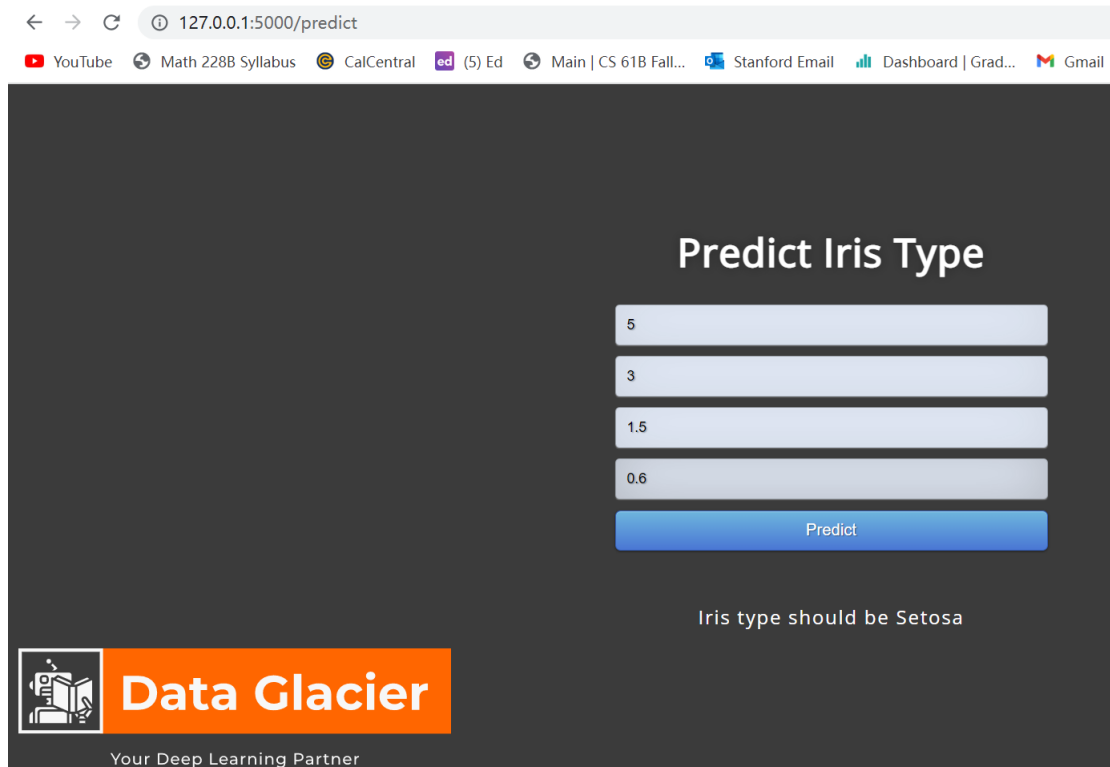 127.0.0.1:5000/predict
YouTube Math 228B Syllabus CalCentral ed (5) Ed Main | CS 61B Fall... Stanford Email Dashboard | Grad... Gmail
Predict Iris Type
5
3
1.5
0.6
Predict
Iris type should be Setosa
Data Glacier
Your Deep Learning Partner